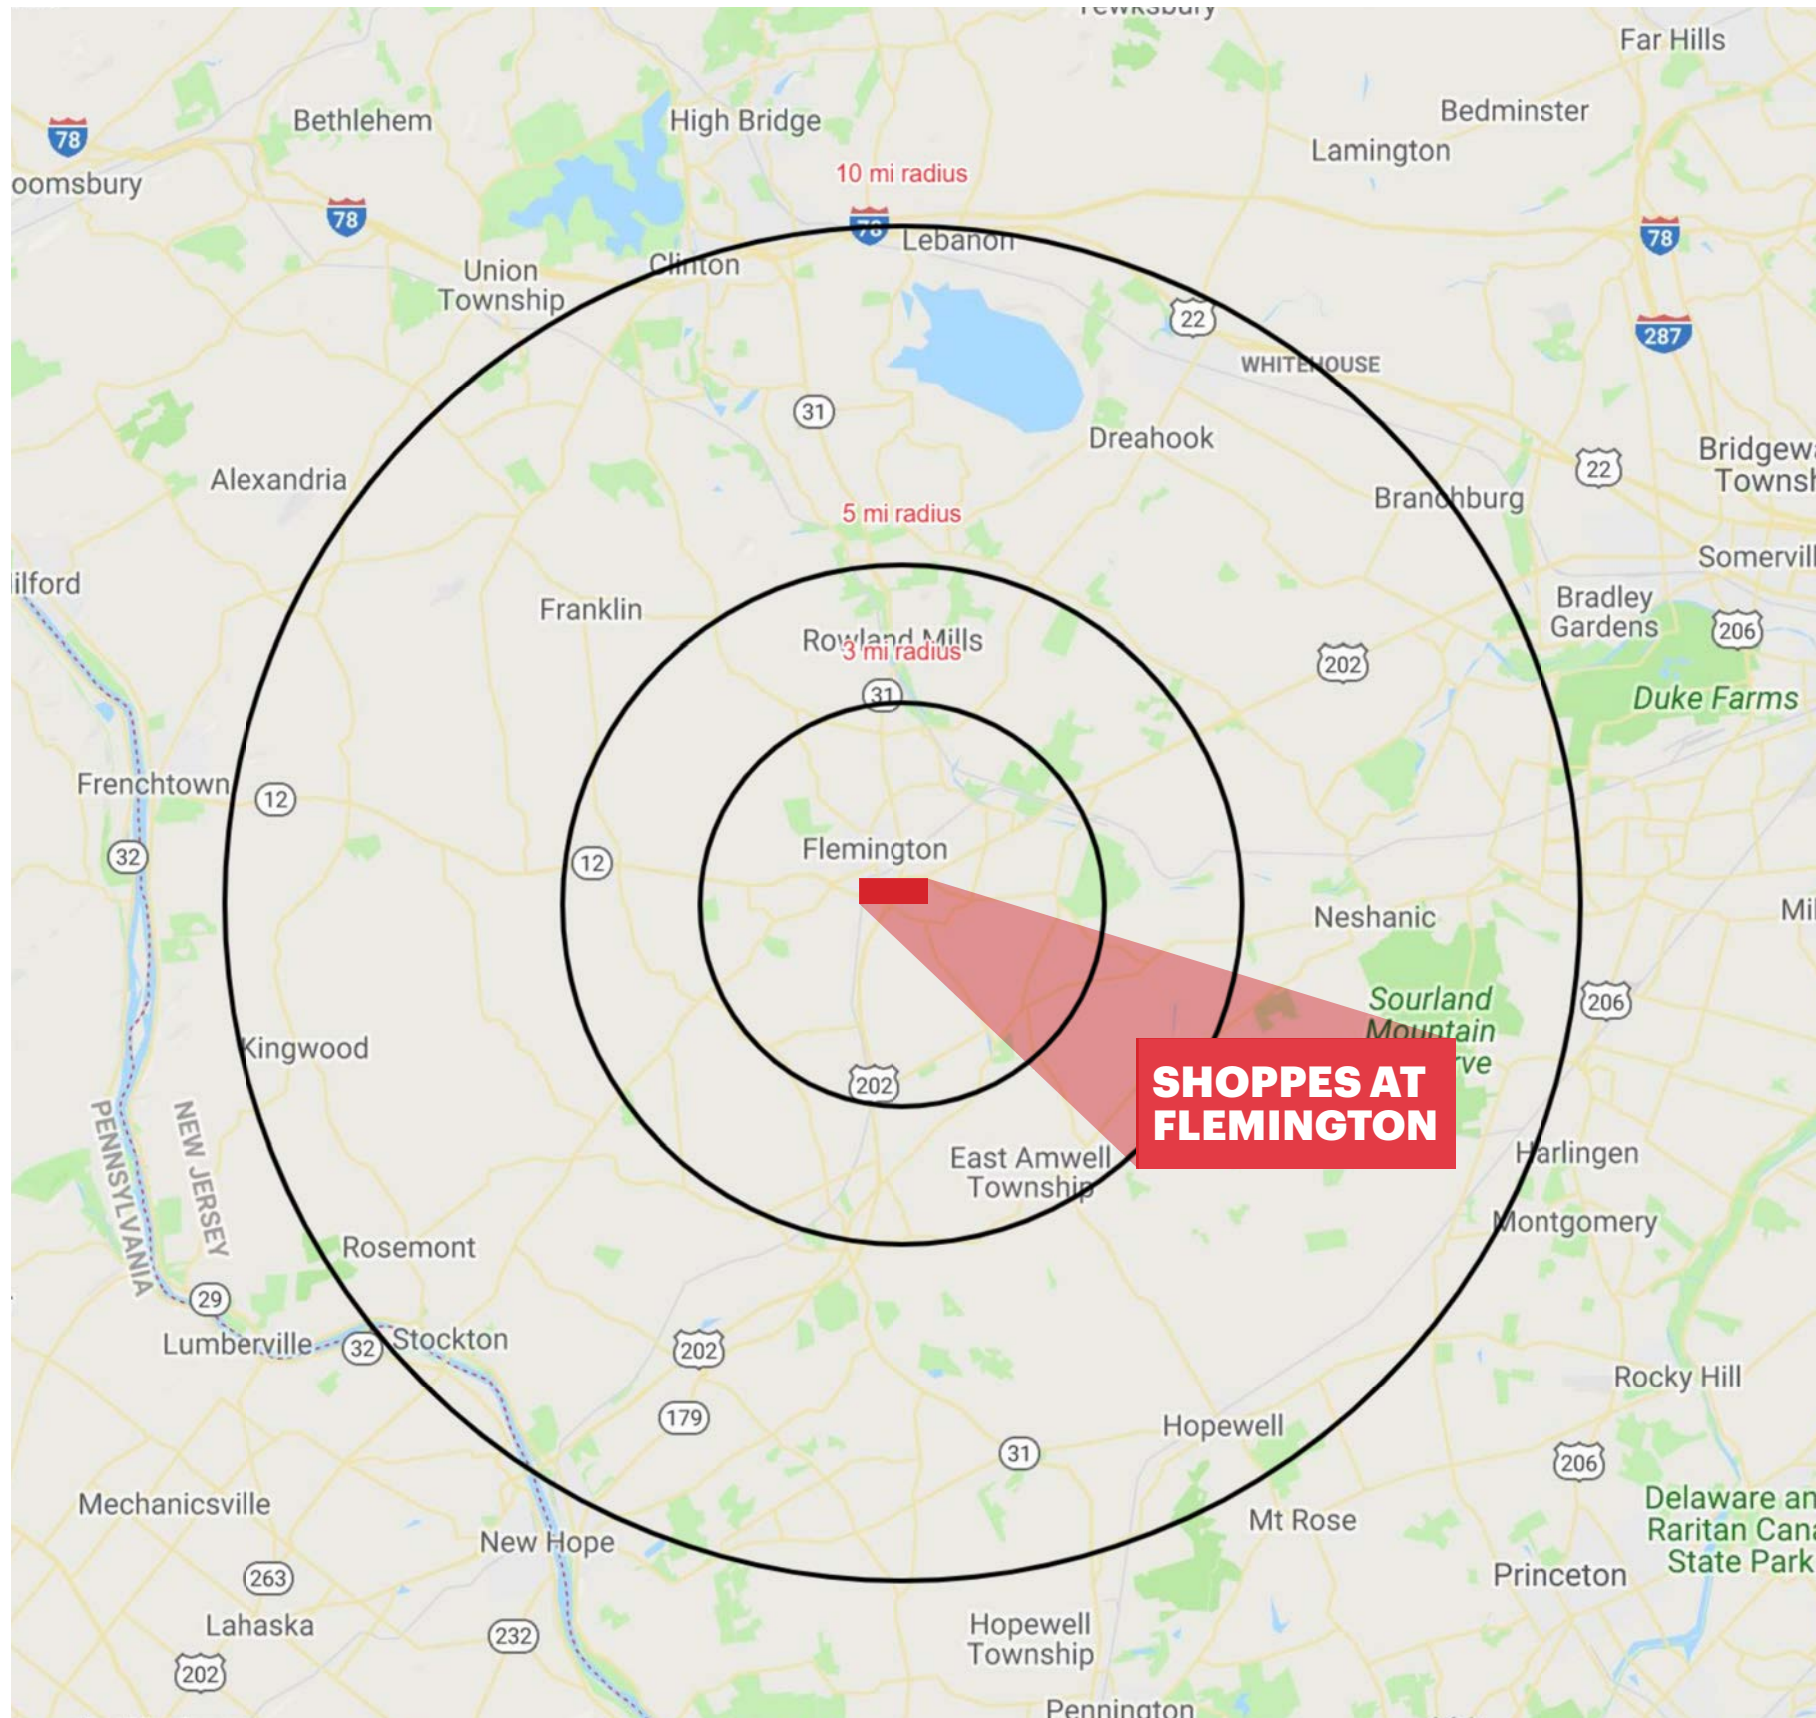 Tewksbury
Far Hills
Bethlehem
High Bridge
Bedminster
78
Lamington
10 mi radius
oomsbury
78
78
Lebanon
78
Clinton
Union
Township
22
287
WHITEHOUSE
31
Dreahook
Bridgewa
Townsh
22
Alexandria
Branchburg
5 mi radius
Somervill
ilford
Franklin
Bradley
Gardens
206
Rowland Mills
3 mi radius
202
31
Duke Farms
Frenchtown
12
32
12
Flemington
Neshanic
Mil
Sourland
Mountain
rve
206
Kingwood
202
SHOPPES AT
FLEMINGTON
PENNSYLVANIA
NEW JERSEY
East Amwell
Township
Harlingen
Montgomery
Rosemont
29
Lumberville
32
Stockton
202
Rocky Hill
179
Hopewell
31
206
Mechanicsville
Delaware an
Raritan Cana
State Park
New Hope
Mt Rose
263
Princeton
Lahaska
232
Hopewell
Township
202
Pennington